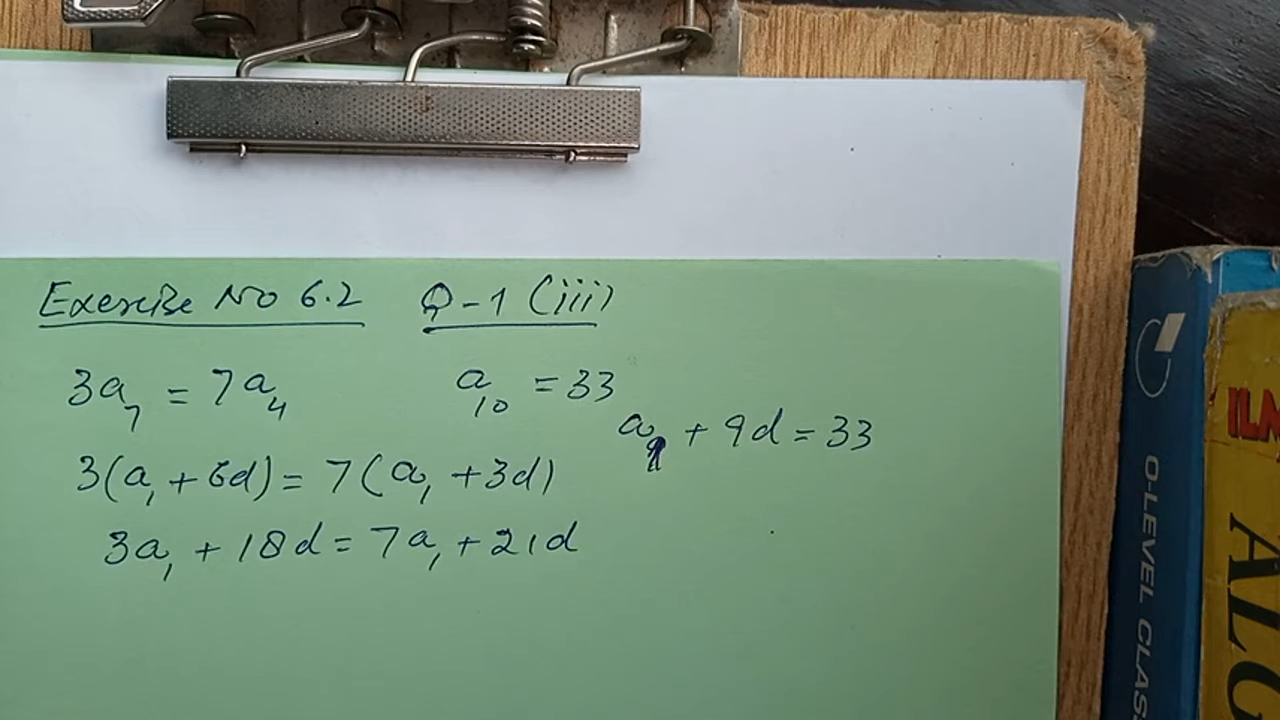 Exercise No 6.2 Q-1 (iii)
3a₇ = 7a₄ a₁₀ = 33
a₁ + 9d = 33
3(a₁ + 6d) = 7(a₁ + 3d)
3a₁ + 18d = 7a₁ + 21d
O-LEVEL CLAS
ILM
ALG